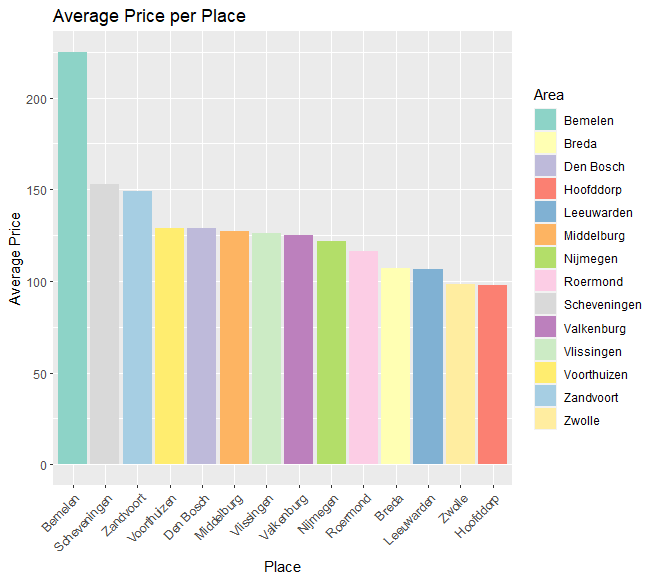 Average Price per Place
Average Price
200
150
100
50
0
Bemelen
Scheveningen
Zandvoort
Voorthuizen
Den Bosch
Middelburg
Vlissingen
Valkenburg
Nijmegen
Roermond
Breda
Leeuwarden
Zwolle
Hoofddorp
Place
Area
Bemelen
Breda
Den Bosch
Hoofddorp
Leeuwarden
Middelburg
Nijmegen
Roermond
Scheveningen
Valkenburg
Vlissingen
Voorthuizen
Zandvoort
Zwolle